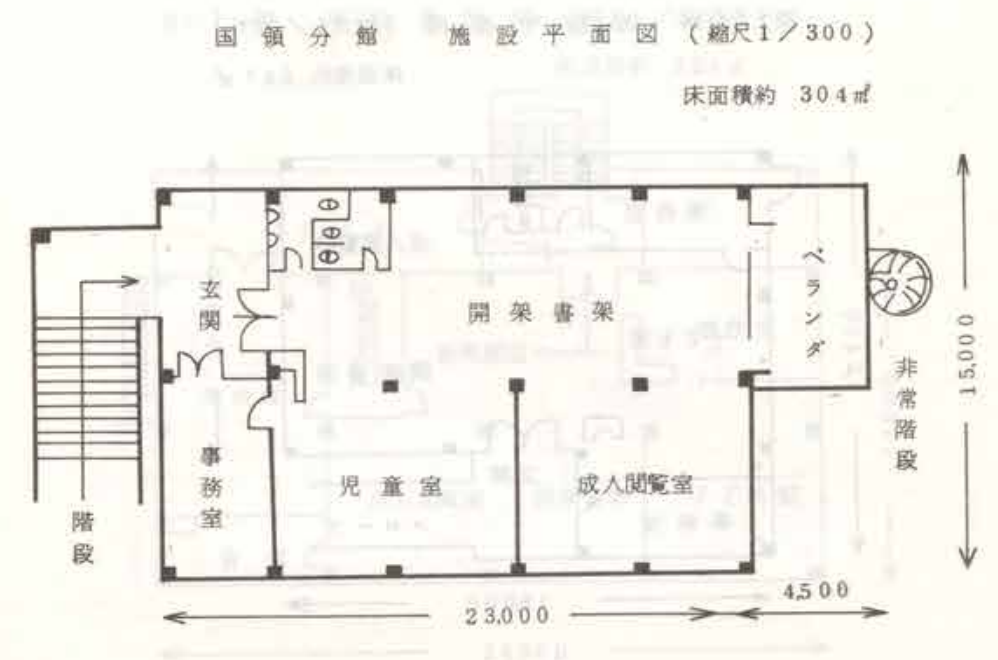 国領分館 施設平面図 (縮尺1/300)
床面積約 304㎡
玄関
開架書架
ベランダ
非常階段
15,000
事務室
児童室
成人閲覧室
階段
23,000
4,500